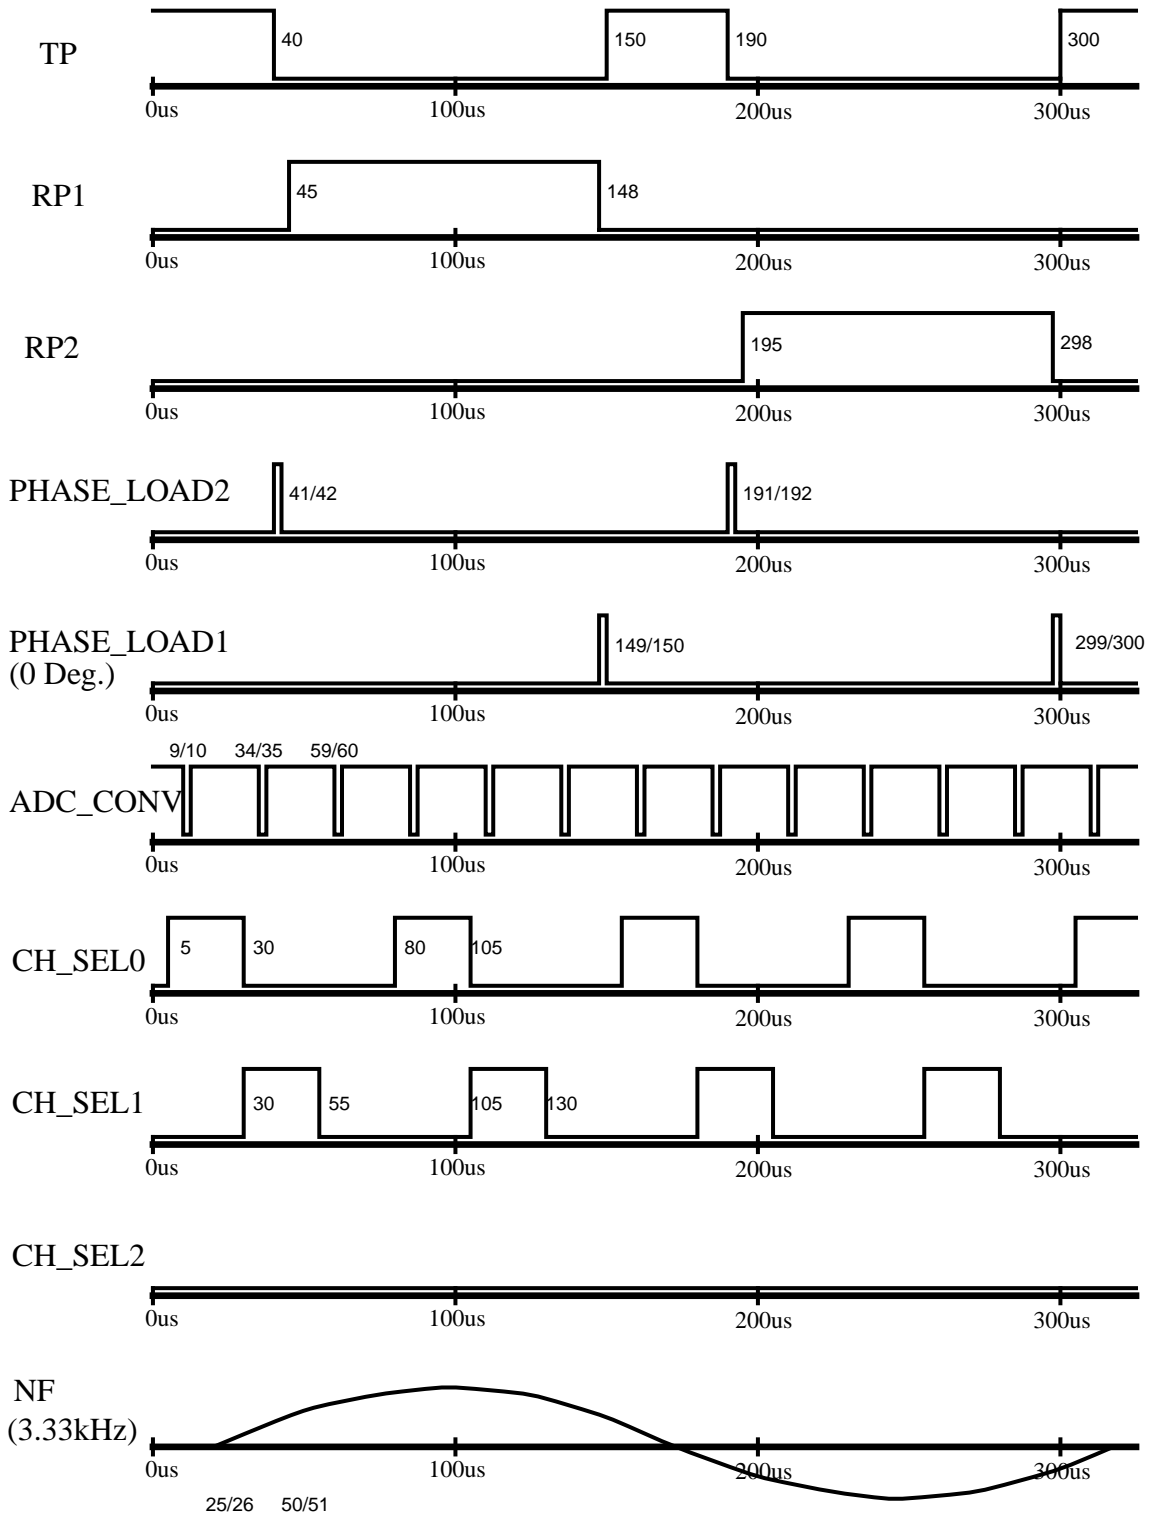 TP
40
150
190
300
0us
100us
200us
300us
RP1
45
148
0us
100us
200us
300us
RP2
195
298
0us
100us
200us
300us
PHASE_LOAD2
41/42
191/192
0us
100us
200us
300us
PHASE_LOAD1
(0 Deg.)
149/150
299/300
0us
100us
200us
300us
9/10
34/35
59/60
ADC_CONV
0us
100us
200us
300us
CH_SEL0
5
30
80
105
0us
100us
200us
300us
CH_SEL1
30
55
105
130
0us
100us
200us
300us
CH_SEL2
0us
100us
200us
300us
NF
(3.33kHz)
0us
100us
200us
300us
25/26
50/51